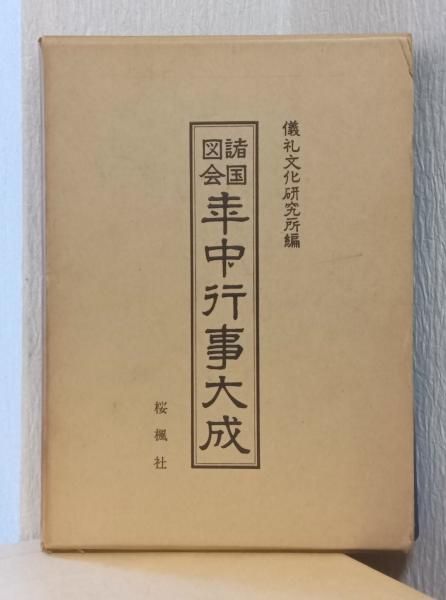 儀礼文化研究所編
諸国
図会
年中行事大成
桜楓社